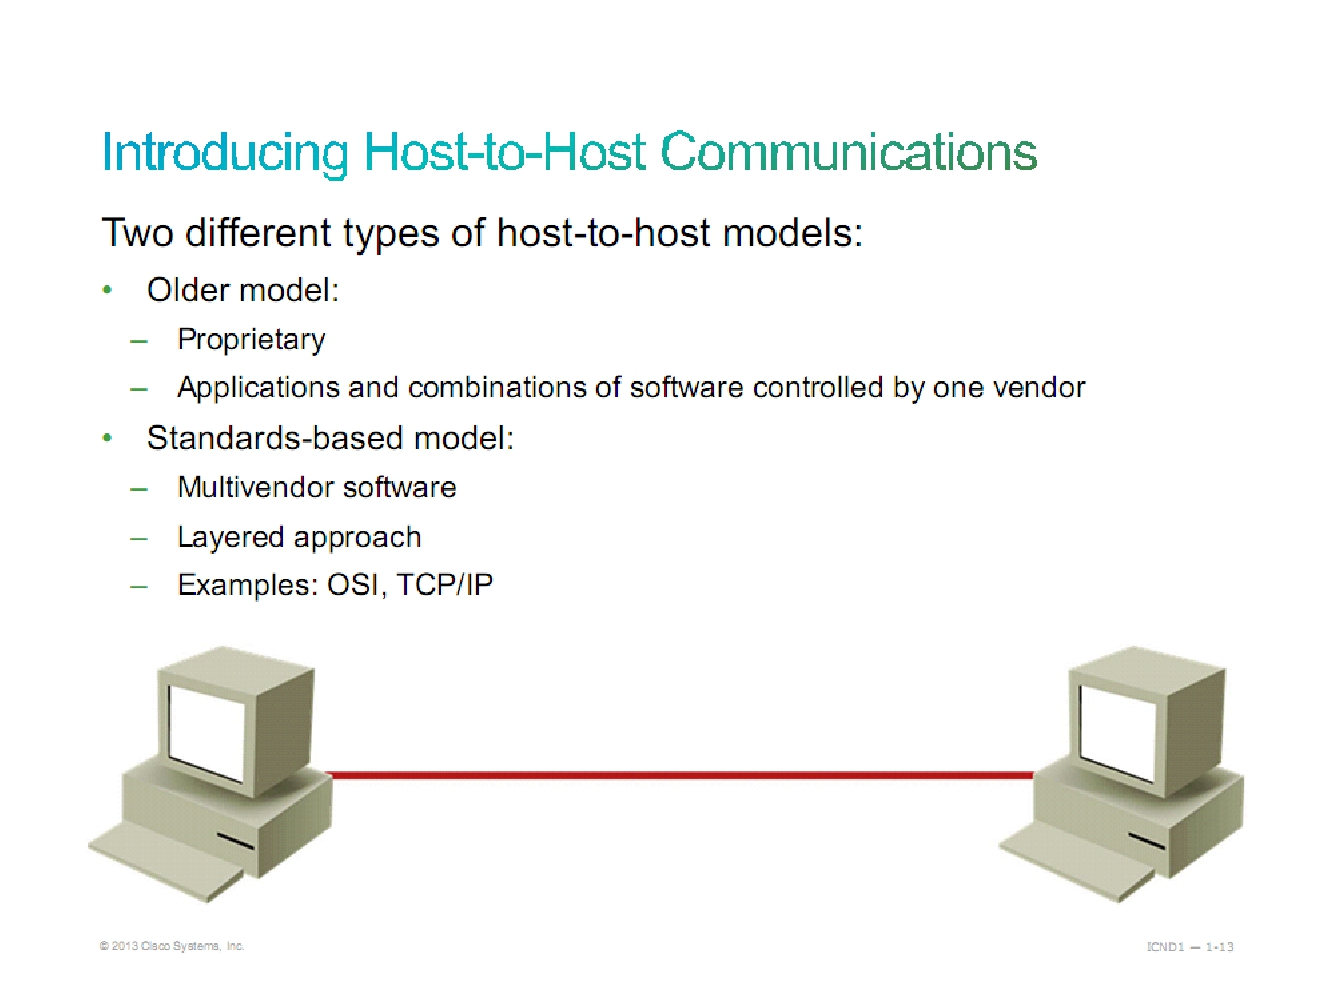 Introducing Host-to-Host Communications
Two different types of host-to-host models:
• Older model:
– Proprietary
– Applications and combinations of software controlled by one vendor
• Standards-based model:
– Multivendor software
– Layered approach
– Examples: OSI, TCP/IP
© 2013 Cisco Systems, Inc.
ICND1 — 1-13